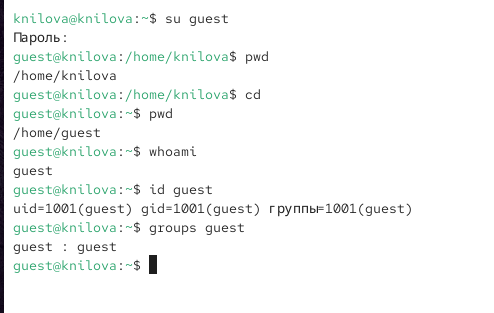 knilova@knilova:~$ su guest
Пароль:
guest@knilova:/home/knilova$ pwd
/home/knilova
guest@knilova:/home/knilova$ cd
guest@knilova:~$ pwd
/home/guest
guest@knilova:~$ whoami
guest
guest@knilova:~$ id guest
uid=1001(guest) gid=1001(guest) группы=1001(guest)
guest@knilova:~$ groups guest
guest : guest
guest@knilova:~$